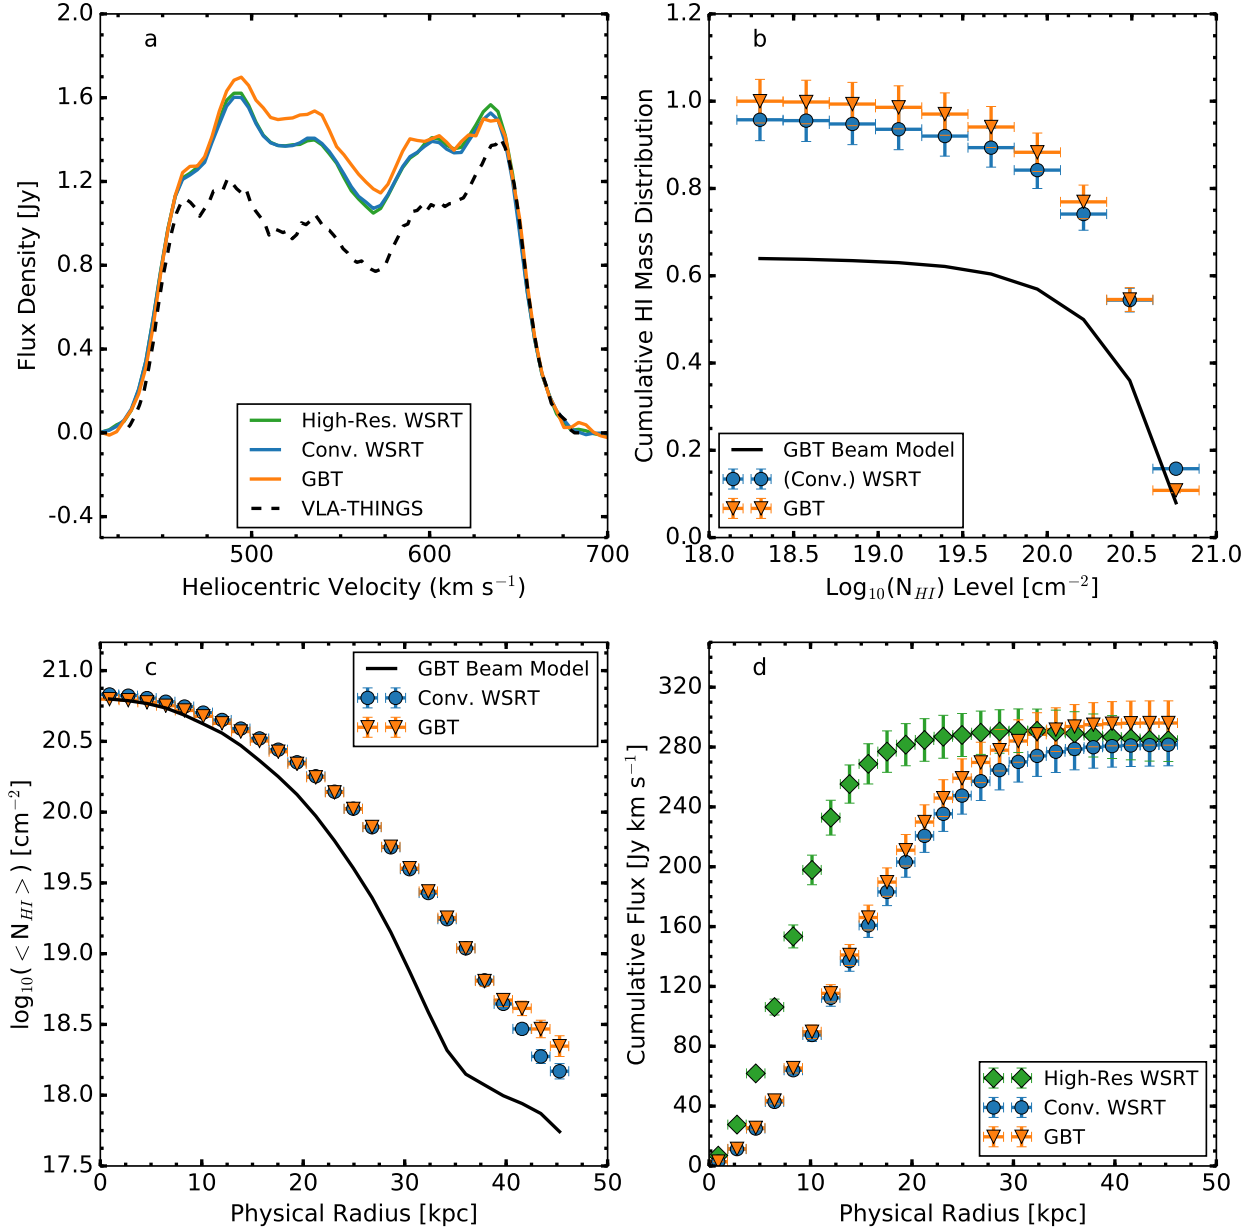 a
2.0
1.6
1.2
0.8
0.4
0.0
-0.4
Flux Density [Jy]
High-Res. WSRT
Conv. WSRT
GBT
VLA-THINGS
500
600
700
Heliocentric Velocity (km s⁻¹)
b
1.2
1.0
0.8
0.6
0.4
0.2
0.0
Cumulative HI Mass Distribution
GBT Beam Model
(Conv.) WSRT
GBT
18.0 18.5 19.0 19.5 20.0 20.5 21.0
Log₁₀(N_HI) Level [cm⁻²]
c
21.0
20.5
20.0
19.5
19.0
18.5
18.0
17.5
log₁₀(< N_HI >) [cm⁻²]
GBT Beam Model
Conv. WSRT
GBT
0 10 20 30 40 50
Physical Radius [kpc]
d
320
280
240
200
160
120
80
40
0
Cumulative Flux [Jy km s⁻¹]
High-Res WSRT
Conv. WSRT
GBT
0 10 20 30 40 50
Physical Radius [kpc]